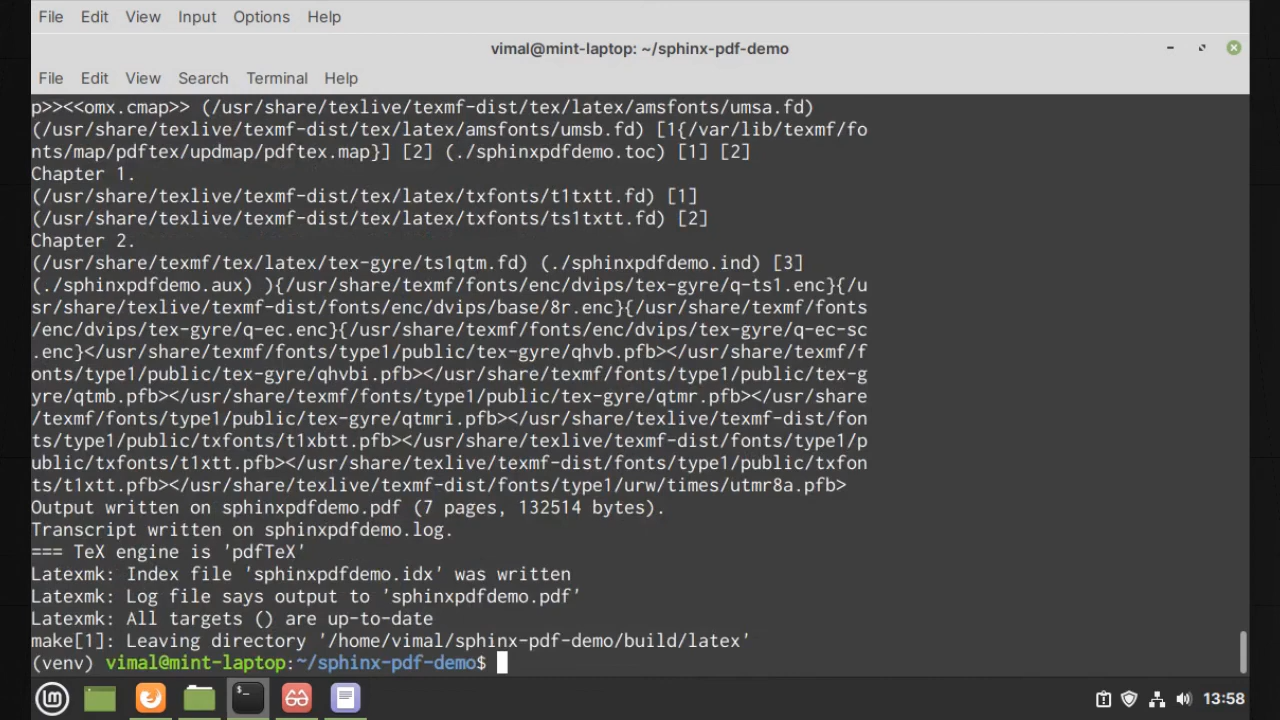 File Edit View Input Options Help
vimal@mint-laptop: ~/sphinx-pdf-demo
File Edit View Search Terminal Help
p>><<omx.cmap>> (/usr/share/texlive/texmf-dist/tex/latex/amsfonts/umsa.fd)
(/usr/share/texlive/texmf-dist/tex/latex/amsfonts/umsb.fd) [1{/var/lib/texmf/fo
nts/map/pdftex/updmap/pdftex.map}] [2] (./sphinxpdfdemo.toc) [1] [2]
Chapter 1.
(/usr/share/texlive/texmf-dist/tex/latex/txfonts/t1txtt.fd) [1]
(/usr/share/texlive/texmf-dist/tex/latex/txfonts/ts1txtt.fd) [2]
Chapter 2.
(/usr/share/texmf/tex/latex/tex-gyre/ts1qtm.fd) (./sphinxpdfdemo.ind) [3]
(./sphinxpdfdemo.aux) ){/usr/share/texmf/fonts/enc/dvips/tex-gyre/q-ts1.enc}{/u
sr/share/texlive/texmf-dist/fonts/enc/dvips/base/8r.enc}{/usr/share/texmf/fonts
/enc/dvips/tex-gyre/q-ec.enc}{/usr/share/texmf/fonts/enc/dvips/tex-gyre/q-ec-sc
.enc}</usr/share/texmf/fonts/type1/public/tex-gyre/qhvb.pfb></usr/share/texmf/f
onts/type1/public/tex-gyre/qhvbi.pfb></usr/share/texmf/fonts/type1/public/tex-g
yre/qtmb.pfb></usr/share/texmf/fonts/type1/public/tex-gyre/qtmr.pfb></usr/share
/texmf/fonts/type1/public/tex-gyre/qtmri.pfb></usr/share/texlive/texmf-dist/fon
ts/type1/public/txfonts/t1xbtt.pfb></usr/share/texlive/texmf-dist/fonts/type1/p
ublic/txfonts/t1xtt.pfb></usr/share/texlive/texmf-dist/fonts/type1/public/txfon
ts/t1xtt.pfb></usr/share/texlive/texmf-dist/fonts/type1/urw/times/utmr8a.pfb>
Output written on sphinxpdfdemo.pdf (7 pages, 132514 bytes).
Transcript written on sphinxpdfdemo.log.
=== TeX engine is 'pdfTeX'
Latexmk: Index file 'sphinxpdfdemo.idx' was written
Latexmk: Log file says output to 'sphinxpdfdemo.pdf'
Latexmk: All targets () are up-to-date
make[1]: Leaving directory '/home/vimal/sphinx-pdf-demo/build/latex'
(venv) vimal@mint-laptop:~/sphinx-pdf-demo$
13:58